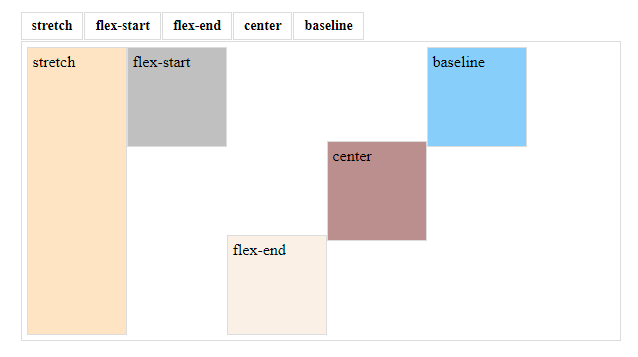 stretch flex-start flex-end center baseline
stretch
flex-start
baseline
center
flex-end